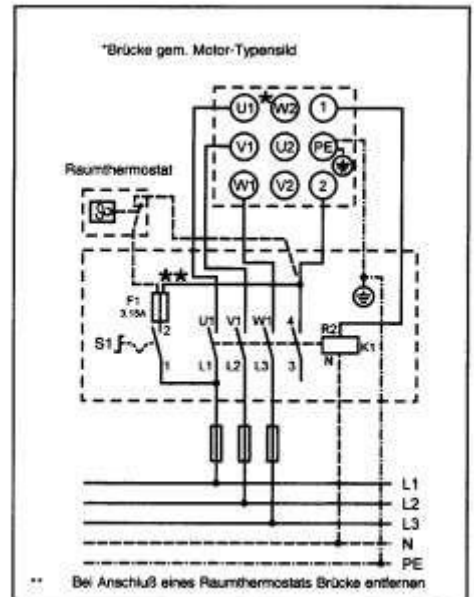 *Brücke gem. Motor-Typensild
U1 * W2 1
V1 U2 PE
W1 V2 2
Raumthermostat
**
F1
3,15A
2
U1 V1 W1 4
R2
S1
K1
N
1 L1 L2 L3 3
L1
L2
L3
N
PE
** Bei Anschluß eines Raumthermostats Brücke entfernen